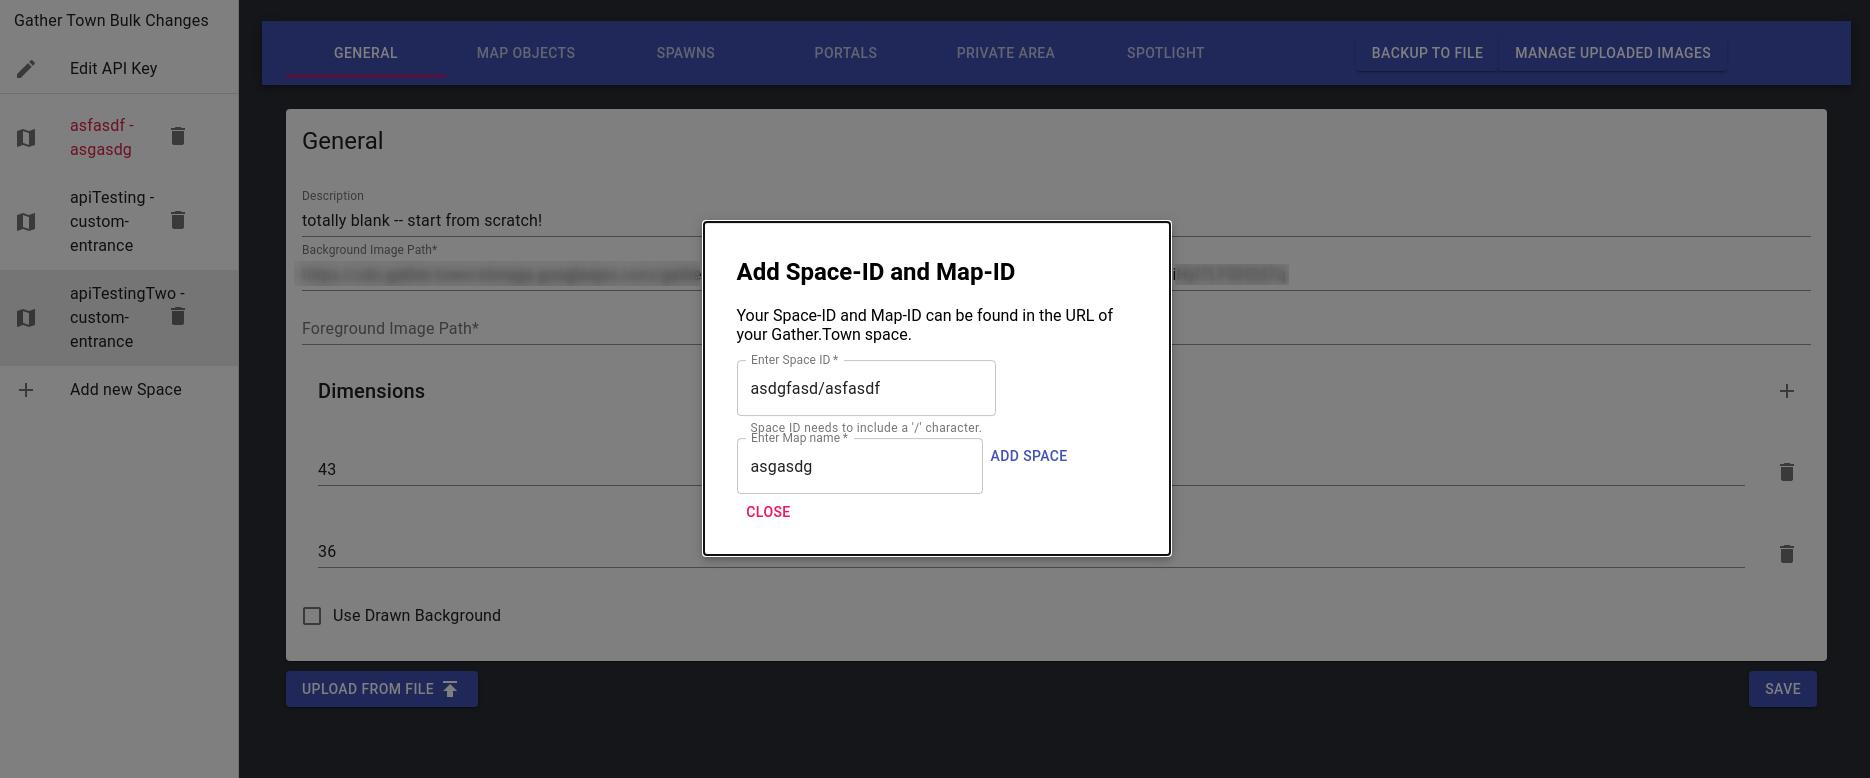 Gather Town Bulk Changes
Edit API Key
asfasdf -
asgasdg
apiTesting -
custom-
entrance
apiTestingTwo -
custom-
entrance
Add new Space
GENERAL MAP OBJECTS SPAWNS PORTALS PRIVATE AREA SPOTLIGHT BACKUP TO FILE MANAGE UPLOADED IMAGES
General
Description
totally blank -- start from scratch!
Background Image Path*
Foreground Image Path*
Dimensions
43
36
Use Drawn Background
UPLOAD FROM FILE
SAVE
Add Space-ID and Map-ID
Your Space-ID and Map-ID can be found in the URL of
your Gather.Town space.
Enter Space ID *
asdgfasd/asfasdf
Space ID needs to include a '/' character.
Enter Map name *
asgasdg
ADD SPACE
CLOSE